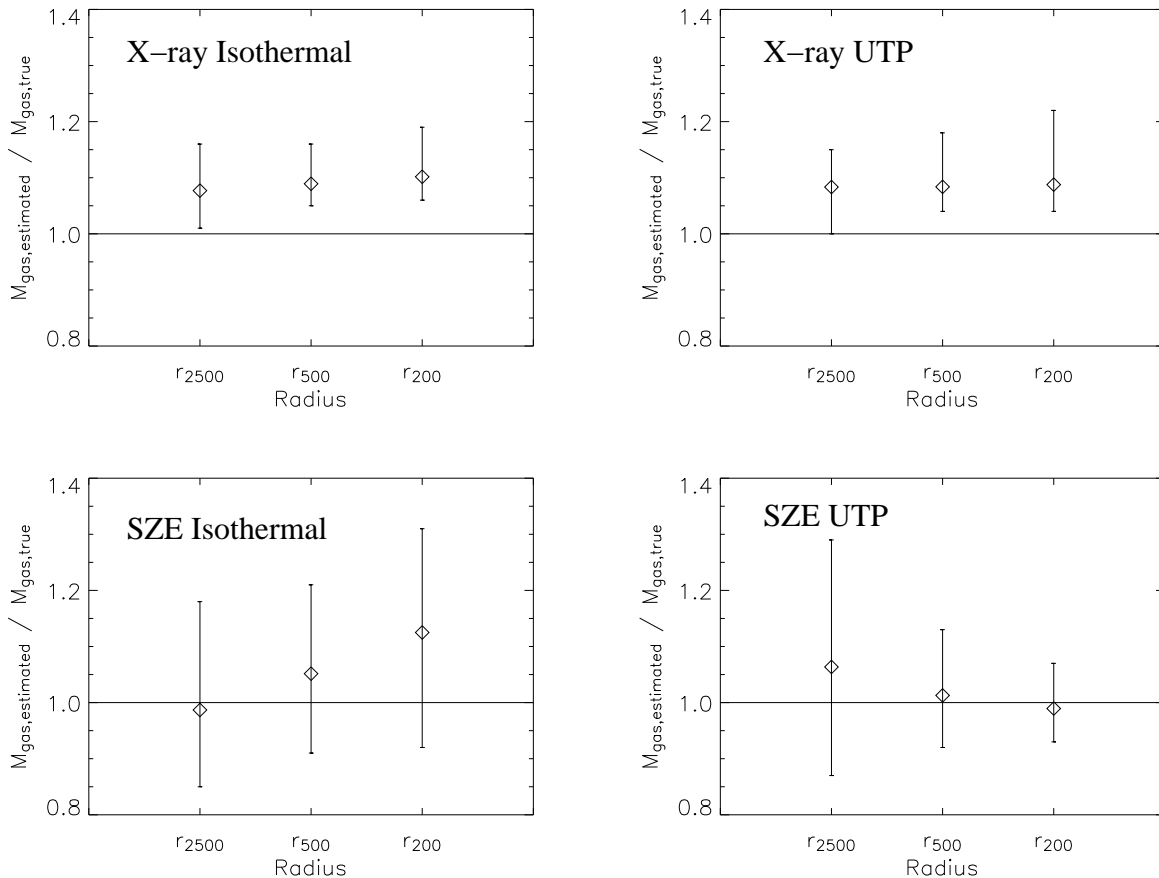 X−ray Isothermal
M_gas,estimated / M_gas,true
1.4
1.2
1.0
0.8
r_2500 r_500 r_200
Radius
X−ray UTP
M_gas,estimated / M_gas,true
1.4
1.2
1.0
0.8
r_2500 r_500 r_200
Radius
SZE Isothermal
M_gas,estimated / M_gas,true
1.4
1.2
1.0
0.8
r_2500 r_500 r_200
Radius
SZE UTP
M_gas,estimated / M_gas,true
1.4
1.2
1.0
0.8
r_2500 r_500 r_200
Radius